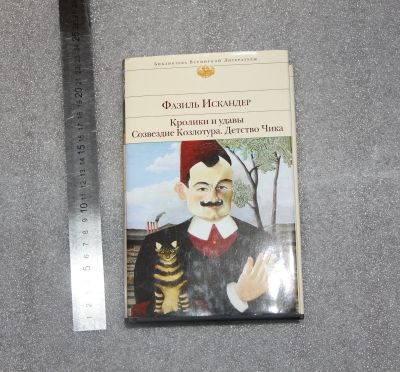 Библиотека Всемирной Литературы
Фазиль Искандер
Кролики и удавы
Созвездие Козлотура. Детство Чика